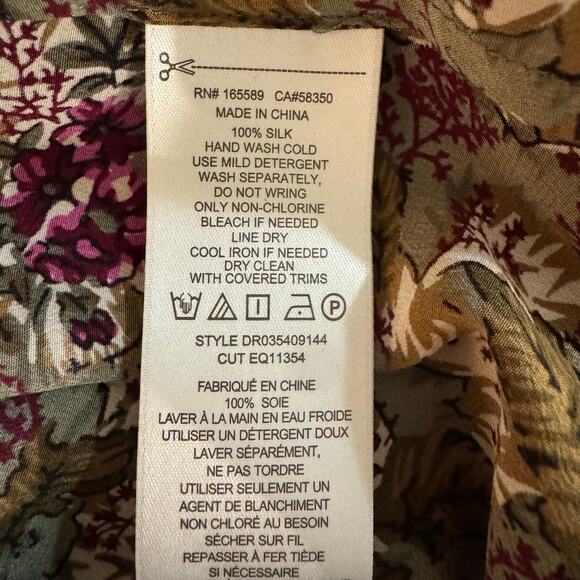 RN# 165589 CA#58350
MADE IN CHINA
100% SILK
HAND WASH COLD
USE MILD DETERGENT
WASH SEPARATELY,
DO NOT WRING
ONLY NON-CHLORINE
BLEACH IF NEEDED
LINE DRY
COOL IRON IF NEEDED
DRY CLEAN
WITH COVERED TRIMS
P
STYLE DR035409144
CUT EQ11354
FABRIQUÉ EN CHINE
100% SOIE
LAVER À LA MAIN EN EAU FROIDE
UTILISER UN DÉTERGENT DOUX
LAVER SÉPARÉMENT,
NE PAS TORDRE
UTILISER SEULEMENT UN
AGENT DE BLANCHIMENT
NON CHLORÉ AU BESOIN
SÉCHER SUR FIL
REPASSER À FER TIÈDE
SI NÉCESSAIRE